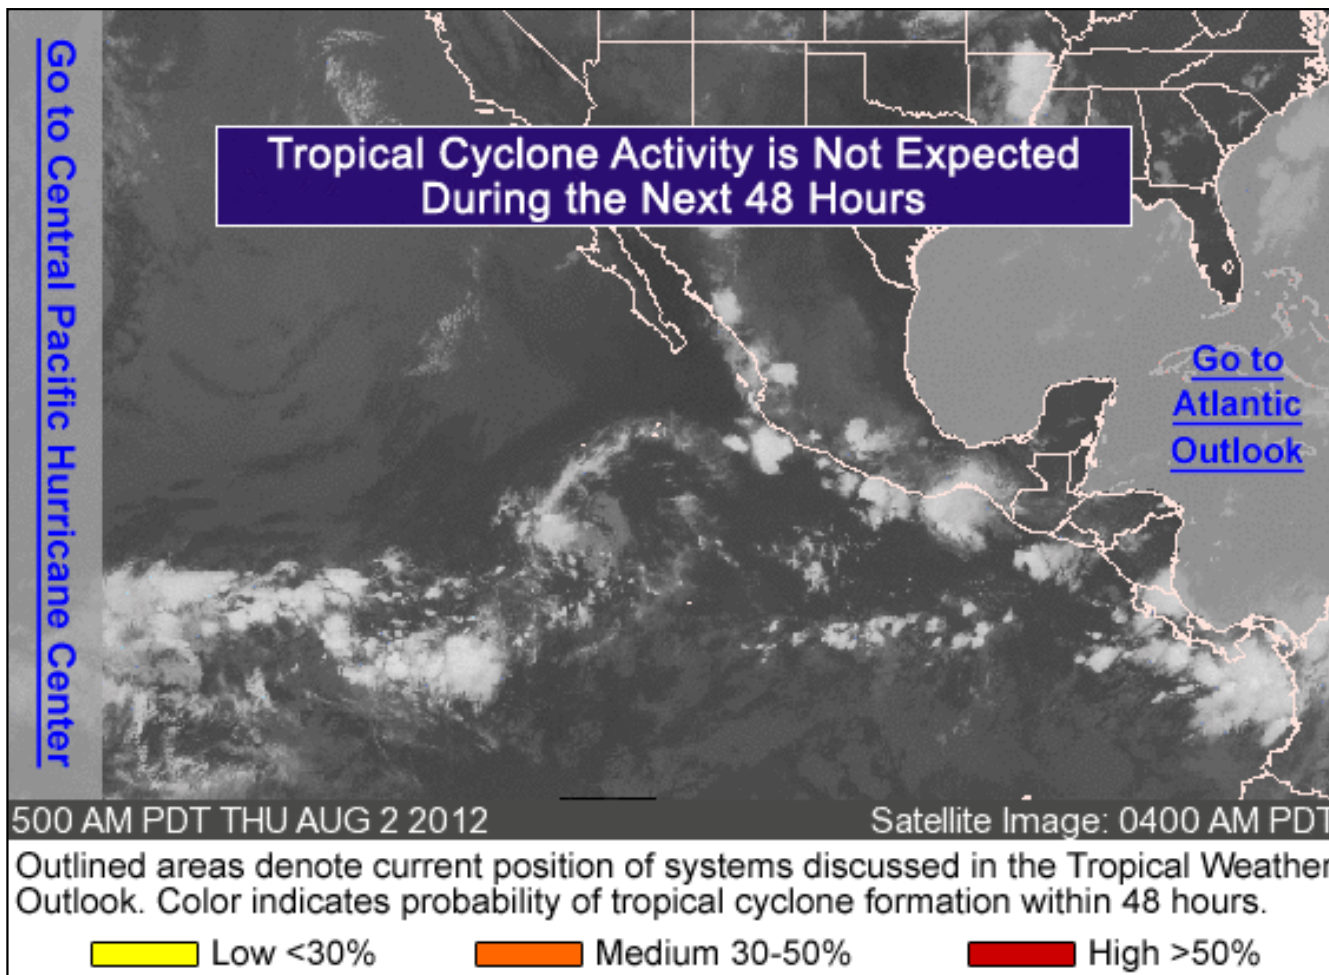 Go to Central Pacific Hurricane Center
Tropical Cyclone Activity is Not Expected
During the Next 48 Hours
Go to
Atlantic
Outlook
500 AM PDT THU AUG 2 2012
Satellite Image: 0400 AM PDT
Outlined areas denote current position of systems discussed in the Tropical Weather
Outlook. Color indicates probability of tropical cyclone formation within 48 hours.
Low <30%
Medium 30-50%
High >50%